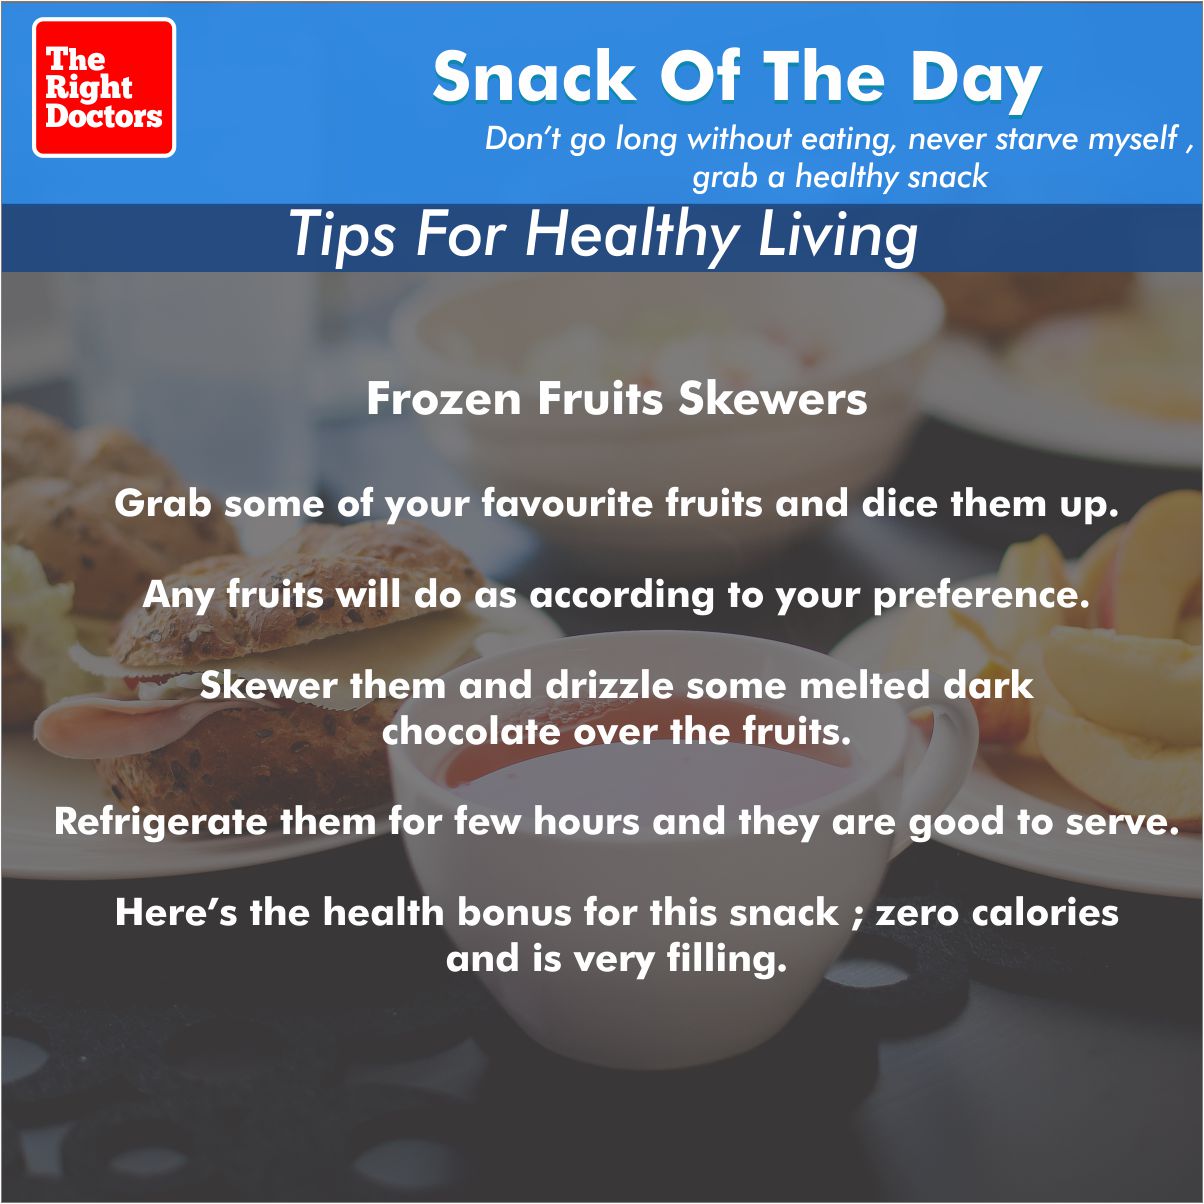 The
Right
Doctors
Snack Of The Day
Don't go long without eating, never starve myself ,
grab a healthy snack
Tips For Healthy Living
Frozen Fruits Skewers
Grab some of your favourite fruits and dice them up.
Any fruits will do as according to your preference.
Skewer them and drizzle some melted dark
chocolate over the fruits.
Refrigerate them for few hours and they are good to serve.
Here's the health bonus for this snack ; zero calories
and is very filling.